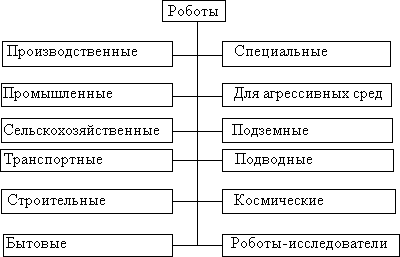 Роботы
Производственные
Специальные
Промышленные
Для агрессивных сред
Сельскохозяйственные
Подземные
Транспортные
Подводные
Строительные
Космические
Бытовые
Роботы-исследователи